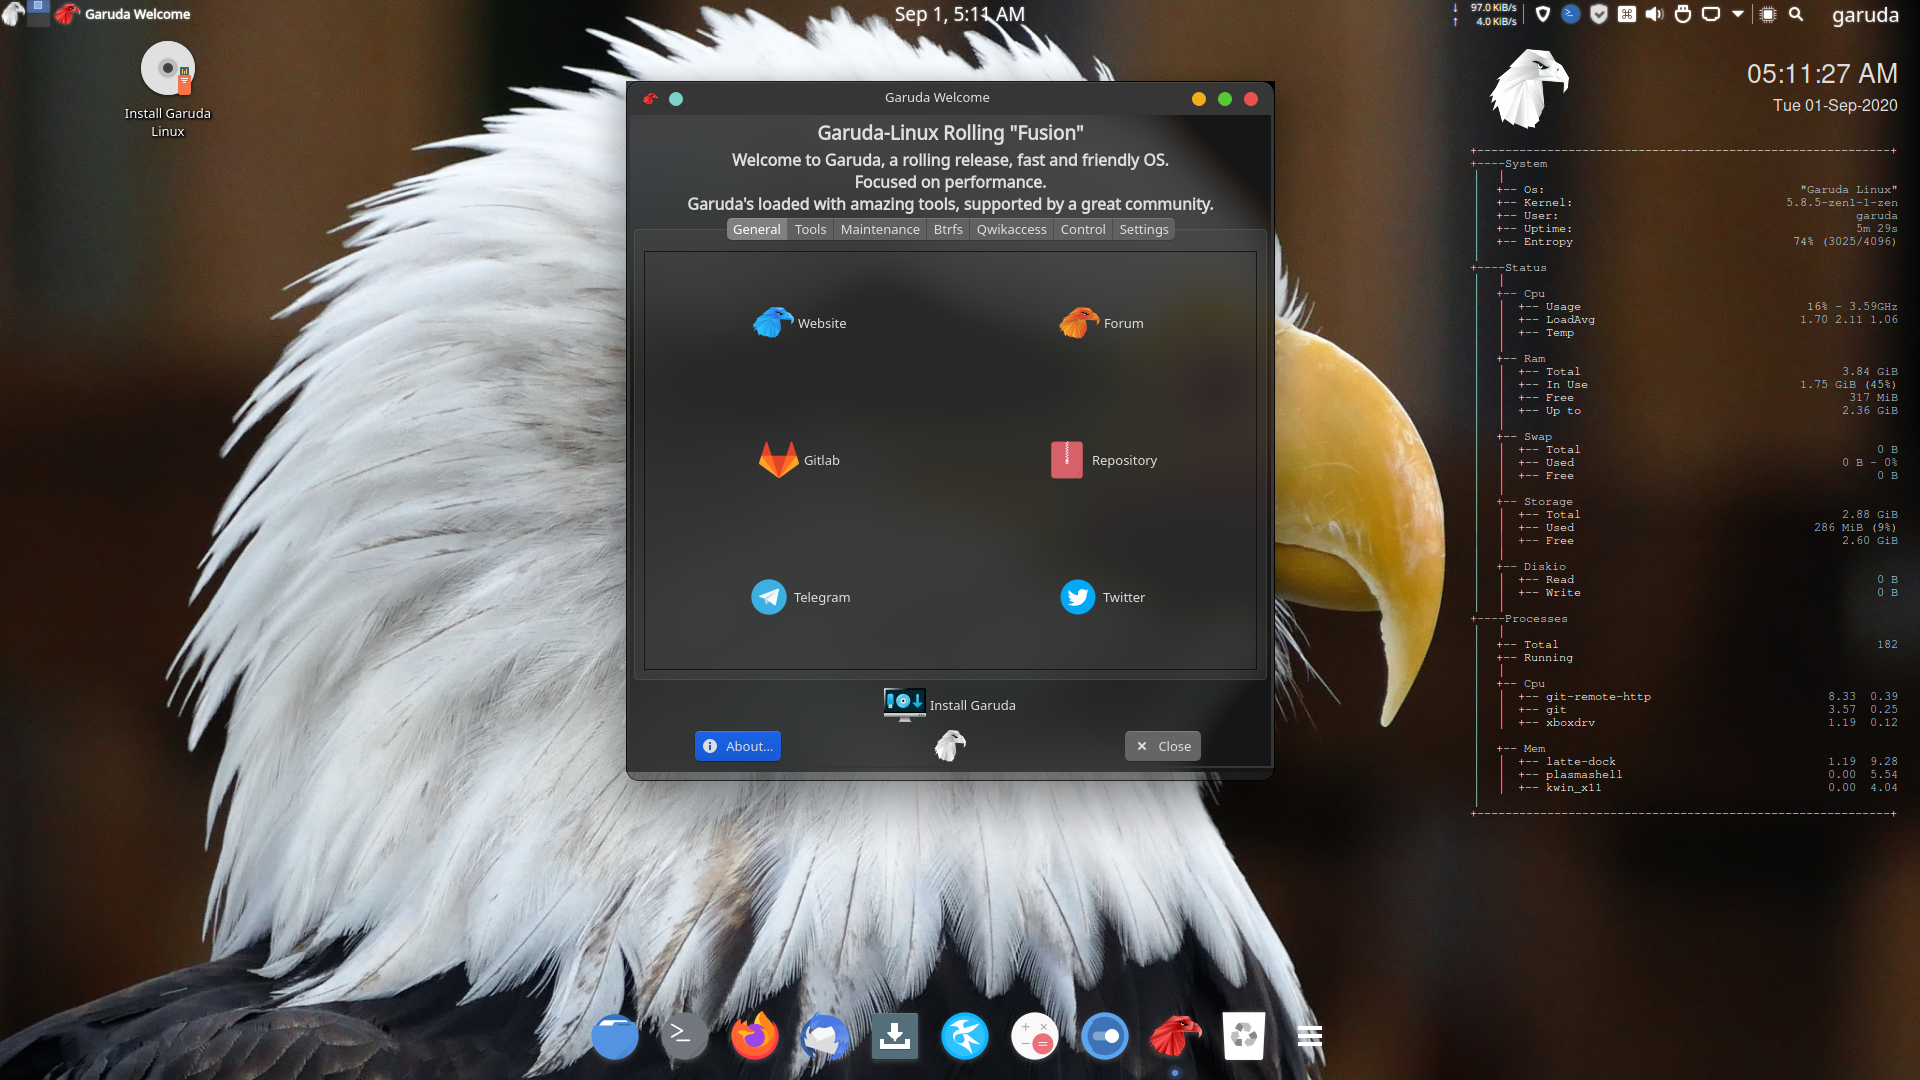 Garuda Welcome
Sep 1, 5:11 AM
↓ 97.0 KiB/s
↑ 4.0 KiB/s
garuda
Install Garuda
Linux
Garuda Welcome
Garuda-Linux Rolling "Fusion"
Welcome to Garuda, a rolling release, fast and friendly OS.
Focused on performance.
Garuda's loaded with amazing tools, supported by a great community.
General Tools Maintenance Btrfs Qwikaccess Control Settings
Website Forum
Gitlab Repository
Telegram Twitter
Install Garuda
About... Close
05:11:27 AM
Tue 01-Sep-2020
System
Os: "Garuda Linux"
Kernel: 5.8.5-zen1-1-zen
User: garuda
Uptime: 5m 29s
Entropy 74% (3025/4096)
Status
Cpu
Usage 16% - 3.59GHz
LoadAvg 1.70 2.11 1.06
Temp
Ram
Total 3.84 GiB
In Use 1.75 GiB (45%)
Free 317 MiB
Up to 2.36 GiB
Swap
Total 0 B
Used 0 B - 0%
Free 0 B
Storage
Total 2.88 GiB
Used 286 MiB (9%)
Free 2.60 GiB
Diskio
Read 0 B
Write 0 B
Processes
Total 182
Running
Cpu
git-remote-http 8.33 0.39
git 3.57 0.25
xboxdrv 1.19 0.12
Mem
latte-dock 1.19 9.28
plasmashell 0.00 5.54
kwin_x11 0.00 4.04